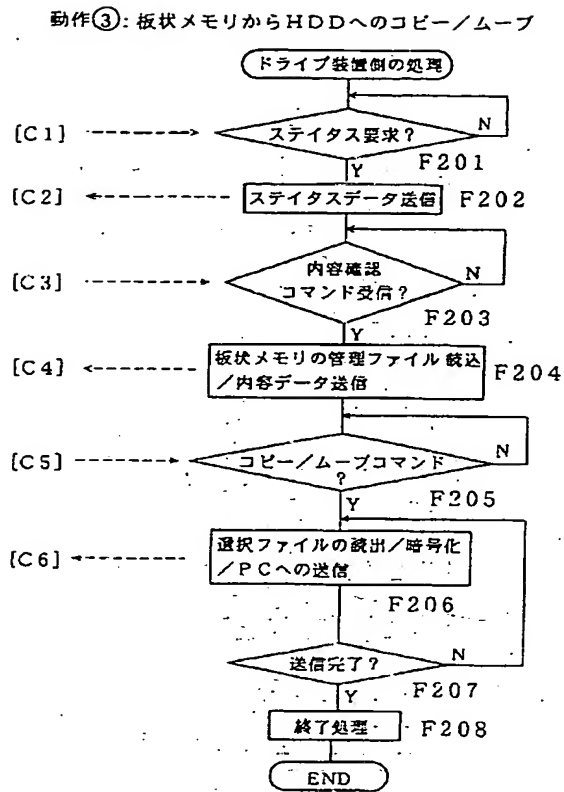 動作③: 板状メモリからHDDへのコピー/ムーブ
ドライブ装置側の処理
[C1]
ステイタス要求?
N
F201
Y
[C2]
ステイタスデータ送信
F202
[C3]
内容確認
コマンド受信?
N
F203
Y
[C4]
板状メモリの管理ファイル読込
/内容データ送信
F204
[C5]
コピー/ムーブコマンド
?
N
F205
Y
[C6]
選択ファイルの読出/暗号化
/PCへの送信
F206
送信完了?
N
F207
Y
終了処理
F208
END